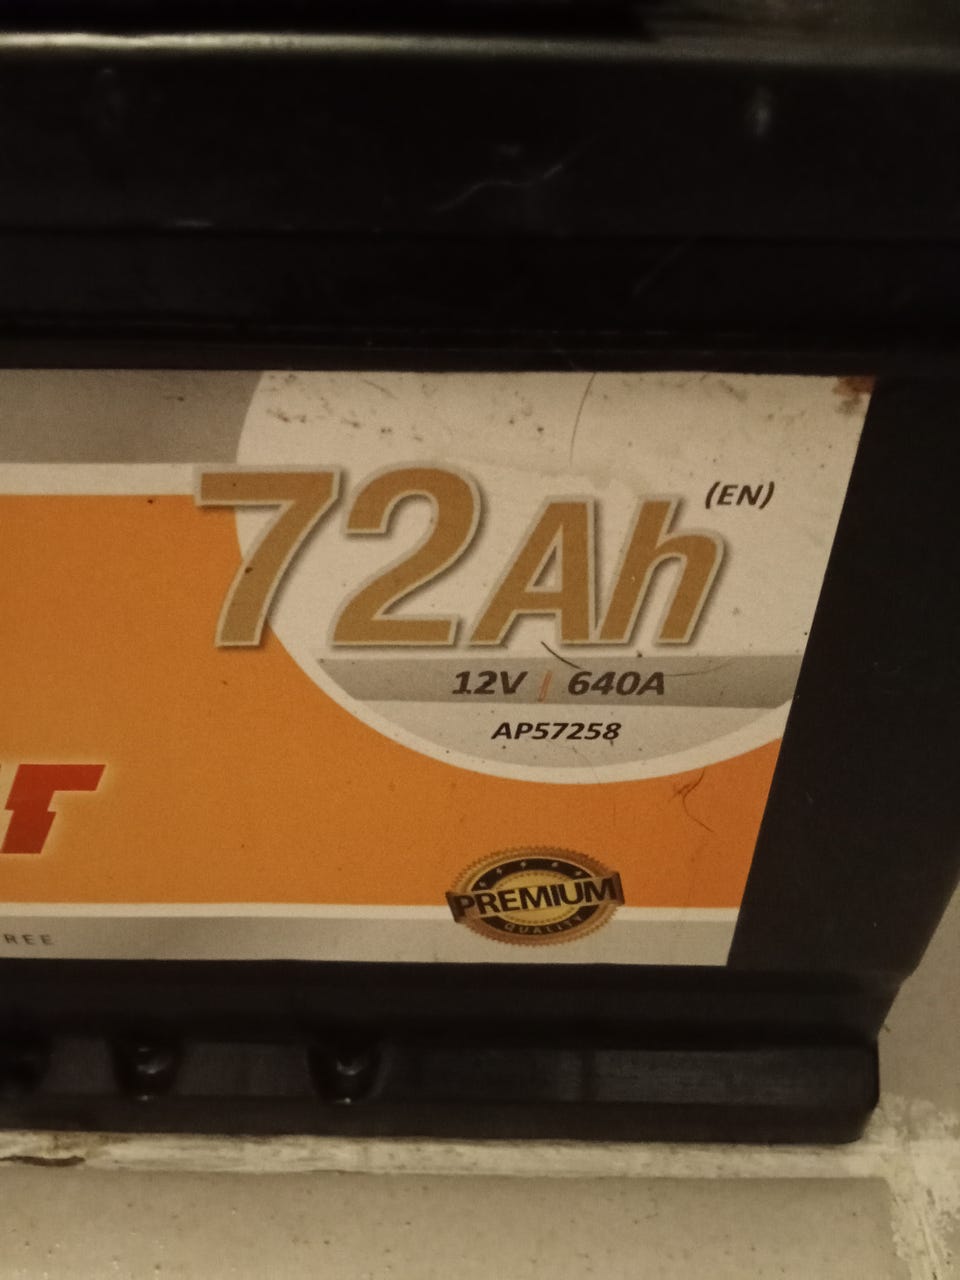 72Ah (EN)
12V | 640A
AP57258
PREMIUM
QUALITY